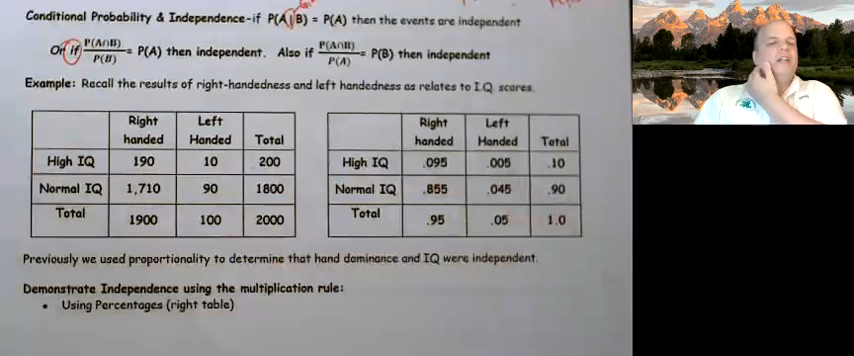 Conditional Probability & Independence-if P(A|B) = P(A) then the events are independent
Or if P(A∩B)/P(B) = P(A) then independent. Also if P(A∩B)/P(A) = P(B) then independent
Example: Recall the results of right-handedness and left handedness as relates to I.Q. scores.
Right handed Left Handed Total
High IQ 190 10 200
Normal IQ 1,710 90 1800
Total 1900 100 2000
Right handed Left Handed Total
High IQ .095 .005 .10
Normal IQ .855 .045 .90
Total .95 .05 1.0
Previously we used proportionality to determine that hand dominance and IQ were independent.
Demonstrate Independence using the multiplication rule:
• Using Percentages (right table)